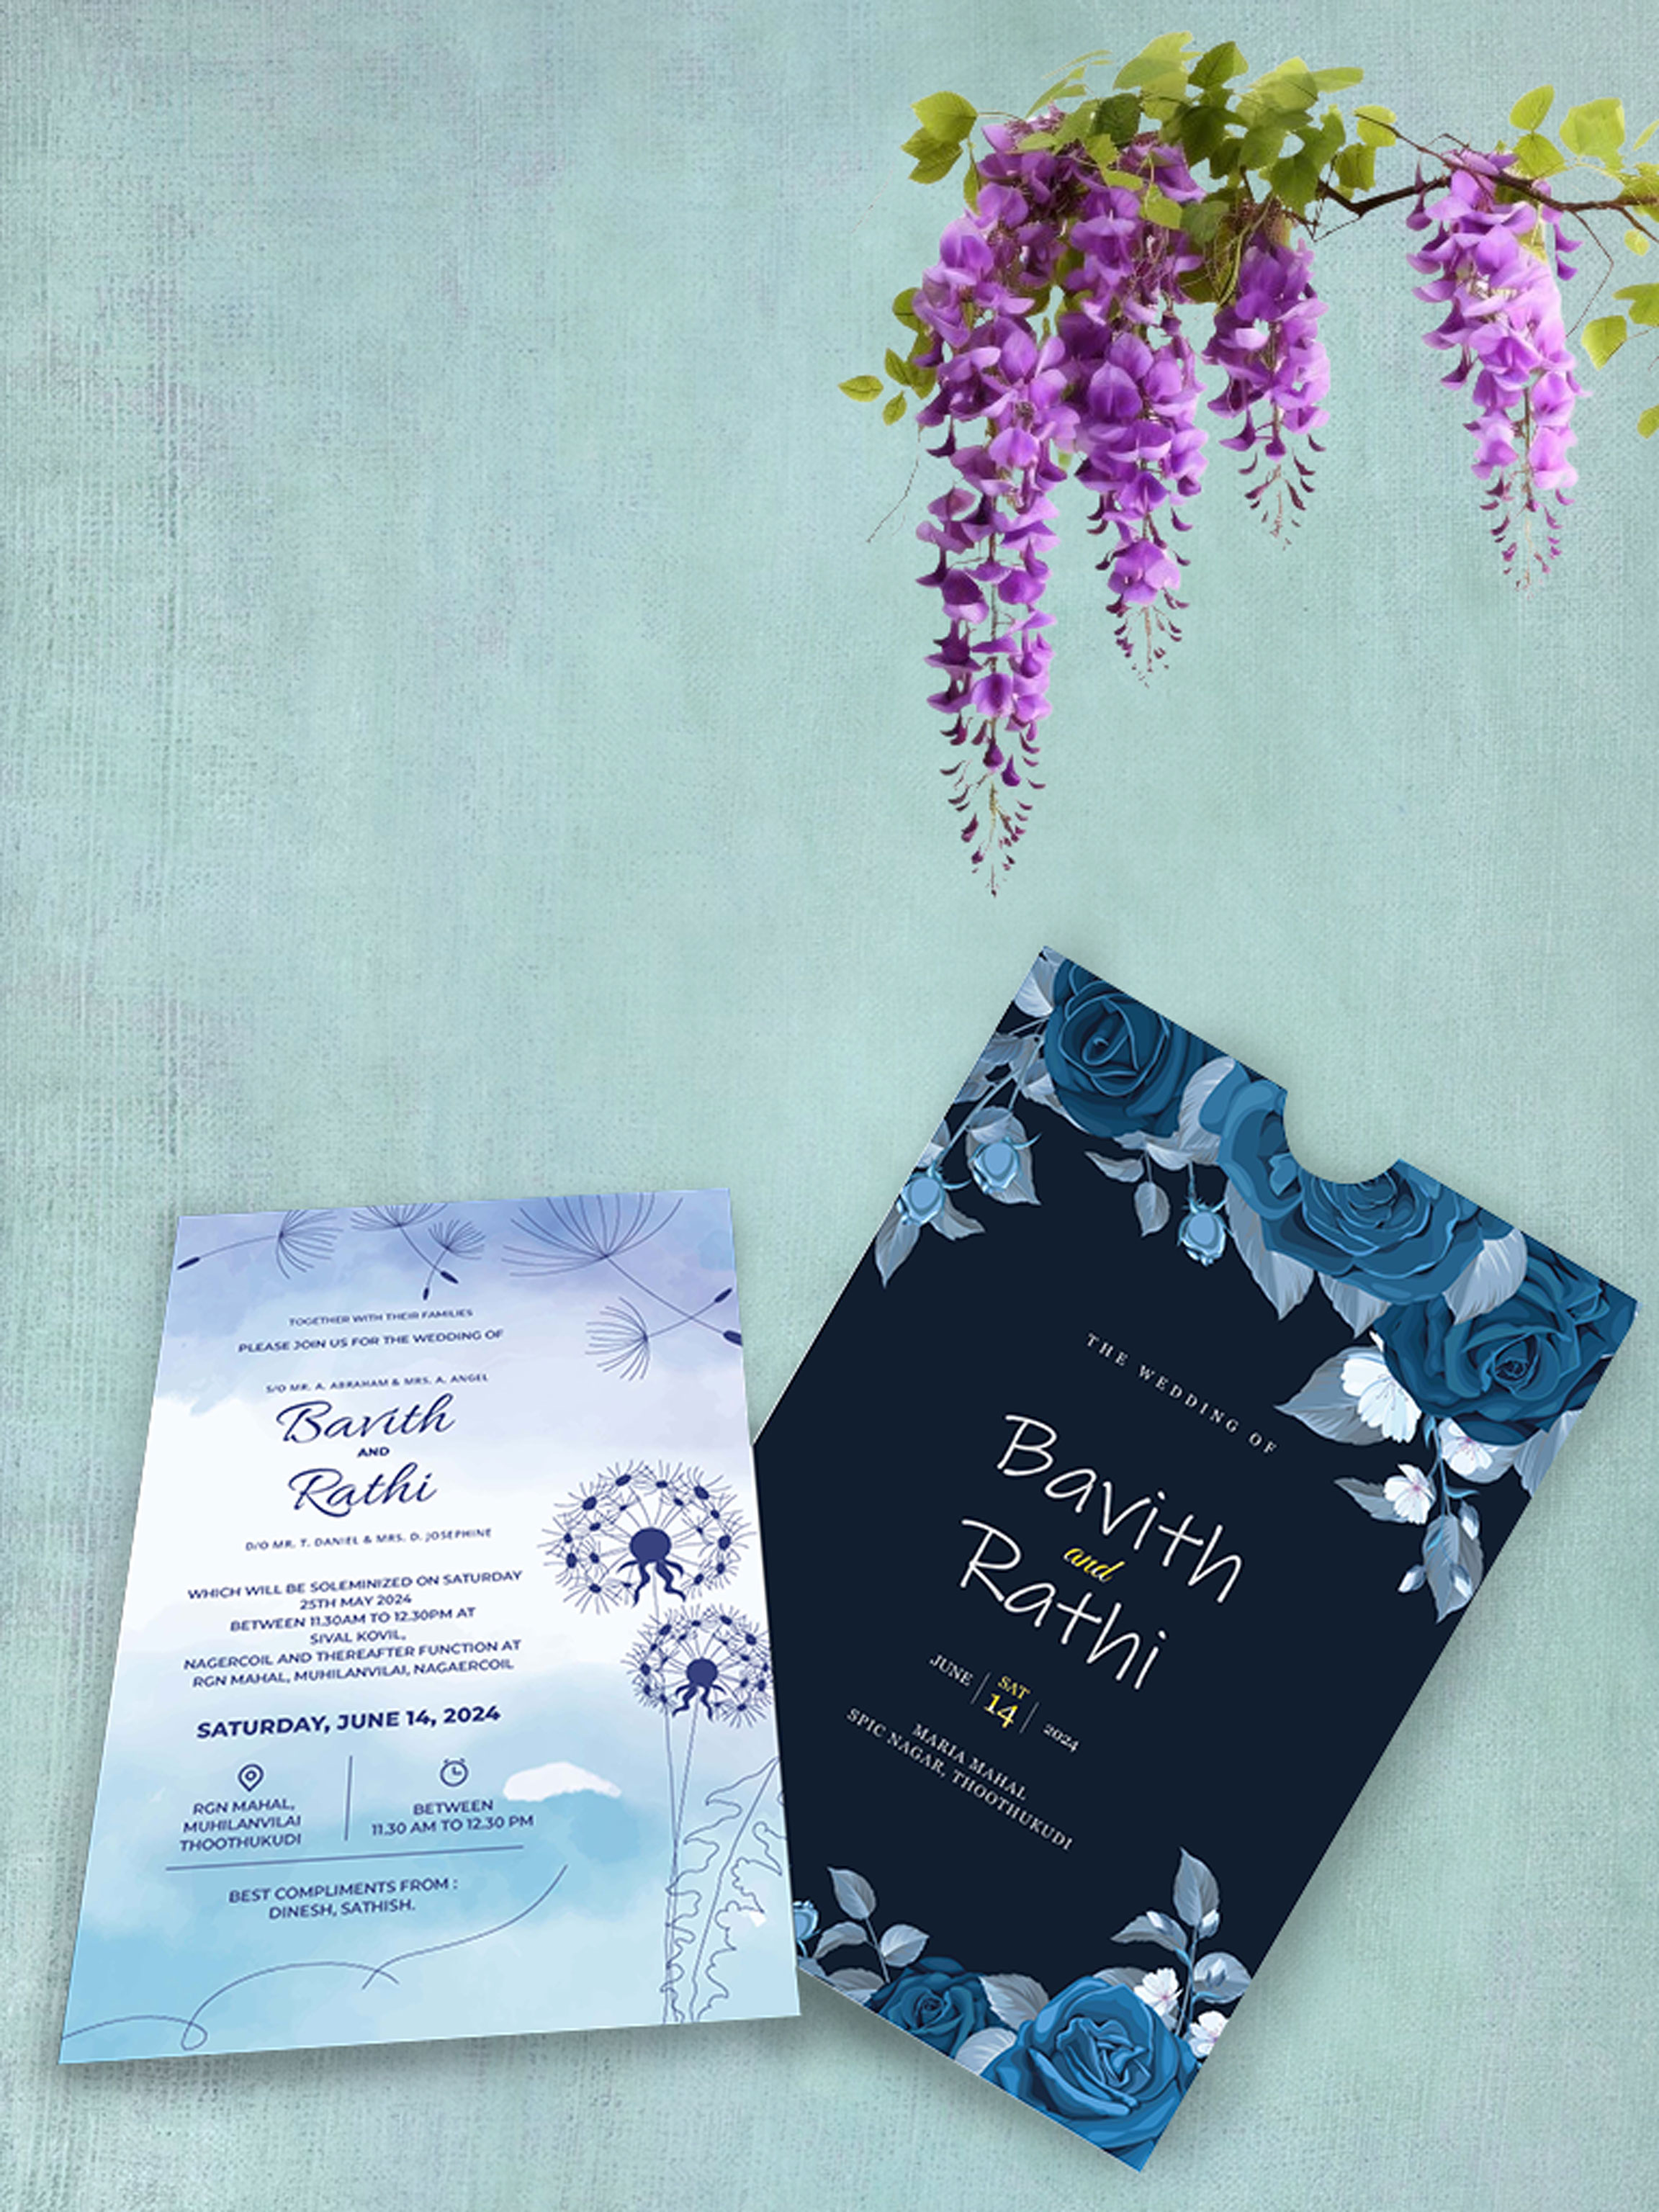 TOGETHER WITH THEIR FAMILIES
PLEASE JOIN US FOR THE WEDDING OF
S/O MR. A. ABRAHAM & MRS. A. ANGEL
Bavith
AND
Rathi
D/O MR. T. DANIEL & MRS. D. JOSEPHINE
WHICH WILL BE SOLEMINIZED ON SATURDAY
25TH MAY 2024
BETWEEN 11.30AM TO 12.30PM AT
SIVAL KOVIL,
NAGERCOIL AND THEREAFTER FUNCTION AT
RGN MAHAL, MUHILANVILAI, NAGAERCOIL
SATURDAY, JUNE 14, 2024
RGN MAHAL,
MUHILANVILAI
THOOTHUKUDI
BETWEEN
11.30 AM TO 12.30 PM
BEST COMPLIMENTS FROM :
DINESH, SATHISH.
THE WEDDING OF
Bavith
and
Rathi
JUNE
SAT
14
2024
MARIA MAHAL
SPIC NAGAR, THOOTHUKUDI